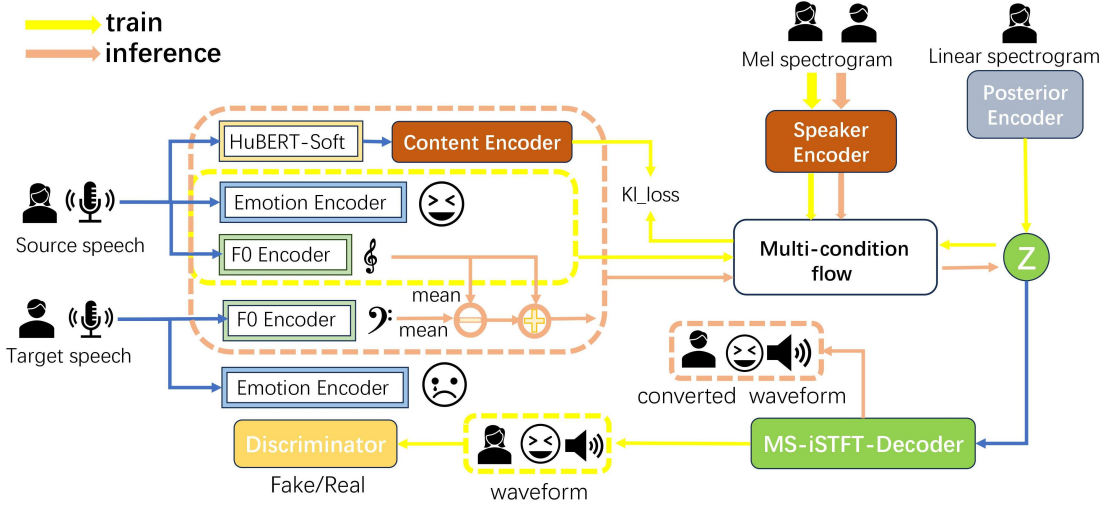 train
inference
Mel spectrogram
Linear spectrogram
Posterior
Encoder
Speaker
Encoder
HuBERT-Soft
Content Encoder
Kl_loss
Emotion Encoder
Source speech
F0 Encoder
Multi-condition
flow
Z
mean
F0 Encoder
mean
Target speech
Emotion Encoder
converted waveform
Discriminator
MS-iSTFT-Decoder
Fake/Real
waveform